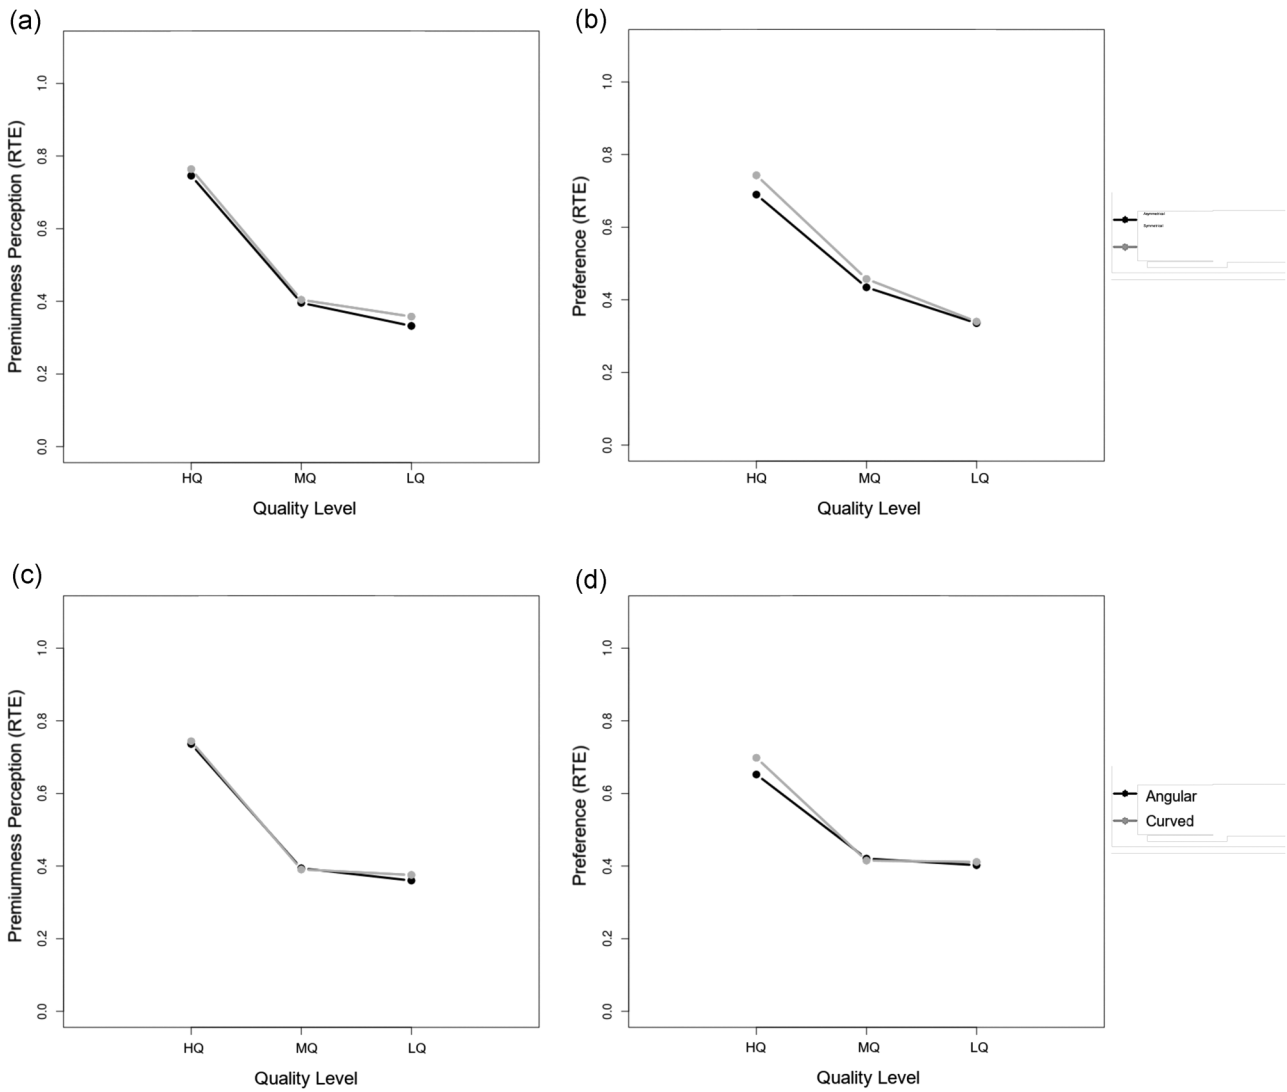 (a)
Premiumness Perception (RTE)
1.0
0.8
0.6
0.4
0.2
0.0
HQ MQ LQ
Quality Level
(b)
Preference (RTE)
1.0
0.8
0.6
0.4
0.2
0.0
HQ MQ LQ
Quality Level
Asymmetrical
Symmetrical
(c)
Premiumness Perception (RTE)
1.0
0.8
0.6
0.4
0.2
0.0
HQ MQ LQ
Quality Level
(d)
Preference (RTE)
1.0
0.8
0.6
0.4
0.2
0.0
HQ MQ LQ
Quality Level
Angular
Curved